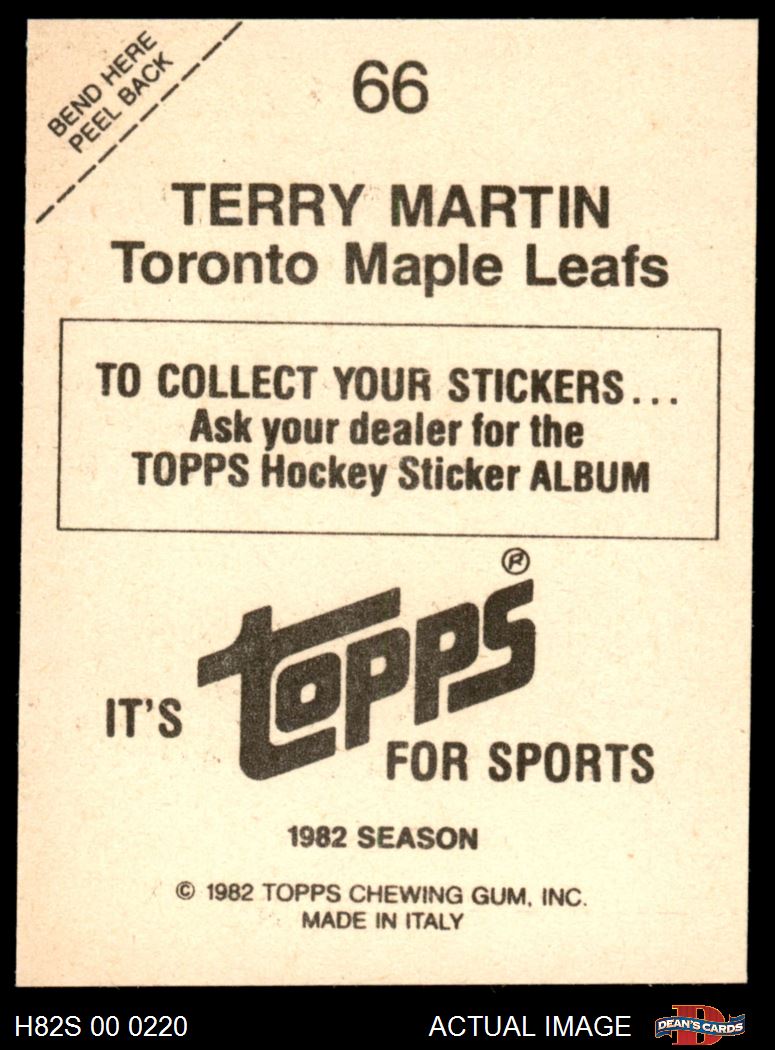 BEND HERE
PEEL BACK
66
TERRY MARTIN
Toronto Maple Leafs
TO COLLECT YOUR STICKERS...
Ask your dealer for the
TOPPS Hockey Sticker ALBUM
IT'S
topps®
FOR SPORTS
1982 SEASON
© 1982 TOPPS CHEWING GUM, INC.
MADE IN ITALY
H82S 00 0220
ACTUAL IMAGE
D
DEAN'S CARDS